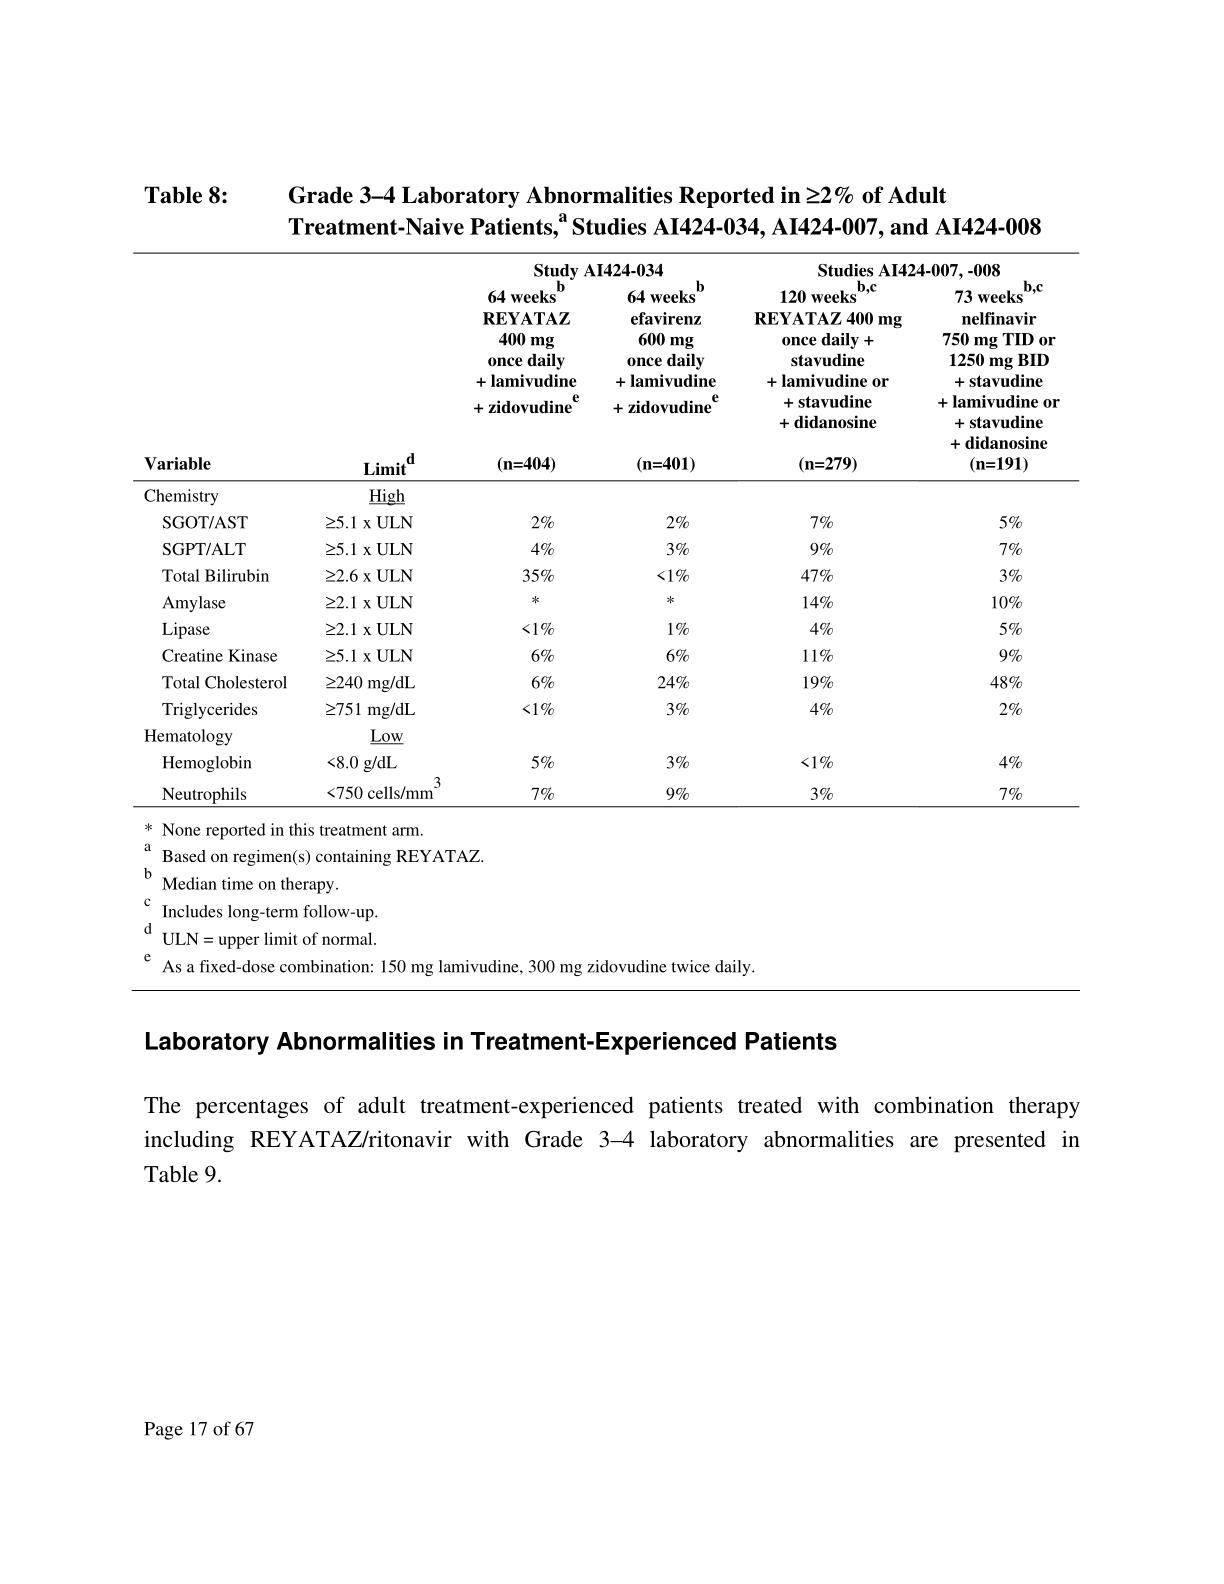 Table 8: Grade 3–4 Laboratory Abnormalities Reported in ≥2% of Adult
Treatment-Naive Patients,a Studies AI424-034, AI424-007, and AI424-008
Study AI424-034 Studies AI424-007, -008
64 weeksb 64 weeksb 120 weeksb,c 73 weeksb,c
REYATAZ efavirenz REYATAZ 400 mg nelfinavir
400 mg 600 mg once daily + 750 mg TID or
once daily once daily stavudine 1250 mg BID
+ lamivudine + lamivudine + lamivudine or + stavudine
+ zidovudinee + zidovudinee + stavudine + lamivudine or
+ didanosine + stavudine
+ didanosine
Variable Limitd (n=404) (n=401) (n=279) (n=191)
Chemistry High
SGOT/AST ≥5.1 x ULN 2% 2% 7% 5%
SGPT/ALT ≥5.1 x ULN 4% 3% 9% 7%
Total Bilirubin ≥2.6 x ULN 35% <1% 47% 3%
Amylase ≥2.1 x ULN * * 14% 10%
Lipase ≥2.1 x ULN <1% 1% 4% 5%
Creatine Kinase ≥5.1 x ULN 6% 6% 11% 9%
Total Cholesterol ≥240 mg/dL 6% 24% 19% 48%
Triglycerides ≥751 mg/dL <1% 3% 4% 2%
Hematology Low
Hemoglobin <8.0 g/dL 5% 3% <1% 4%
Neutrophils <750 cells/mm3 7% 9% 3% 7%
* None reported in this treatment arm.
a Based on regimen(s) containing REYATAZ.
b Median time on therapy.
c Includes long-term follow-up.
d ULN = upper limit of normal.
e As a fixed-dose combination: 150 mg lamivudine, 300 mg zidovudine twice daily.
Laboratory Abnormalities in Treatment-Experienced Patients
The percentages of adult treatment-experienced patients treated with combination therapy
including REYATAZ/ritonavir with Grade 3–4 laboratory abnormalities are presented in
Table 9.
Page 17 of 67